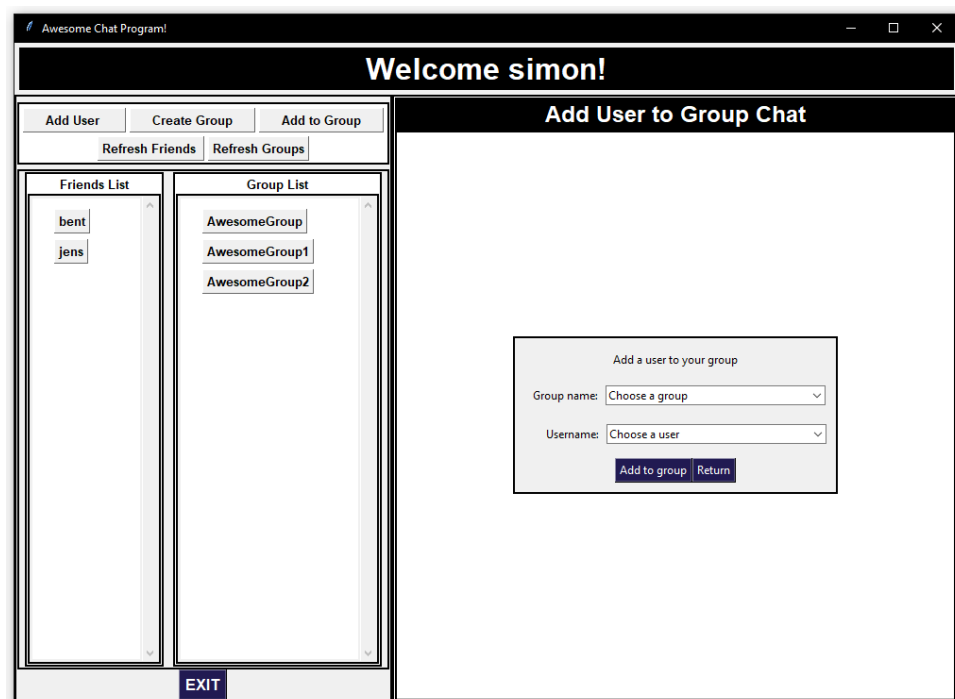 Awesome Chat Program!
Welcome simon!
Add User Create Group Add to Group
Refresh Friends Refresh Groups
Friends List
bent
jens
Group List
AwesomeGroup
AwesomeGroup1
AwesomeGroup2
EXIT
Add User to Group Chat
Add a user to your group
Group name: Choose a group
Username: Choose a user
Add to group Return